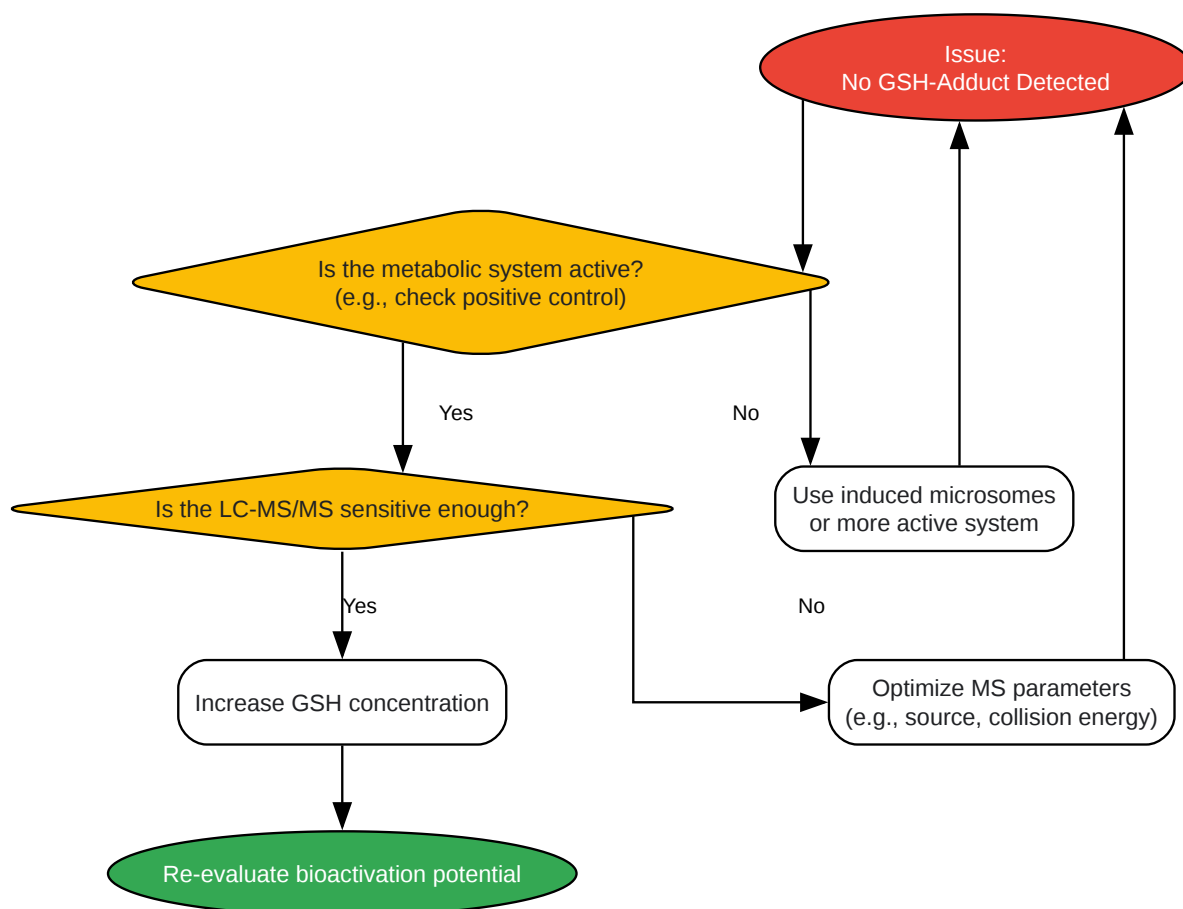 Issue:
No GSH-Adduct Detected
Is the metabolic system active?
(e.g., check positive control)
Yes
No
Is the LC-MS/MS sensitive enough?
Use induced microsomes
or more active system
Yes
No
Increase GSH concentration
Optimize MS parameters
(e.g., source, collision energy)
Re-evaluate bioactivation potential